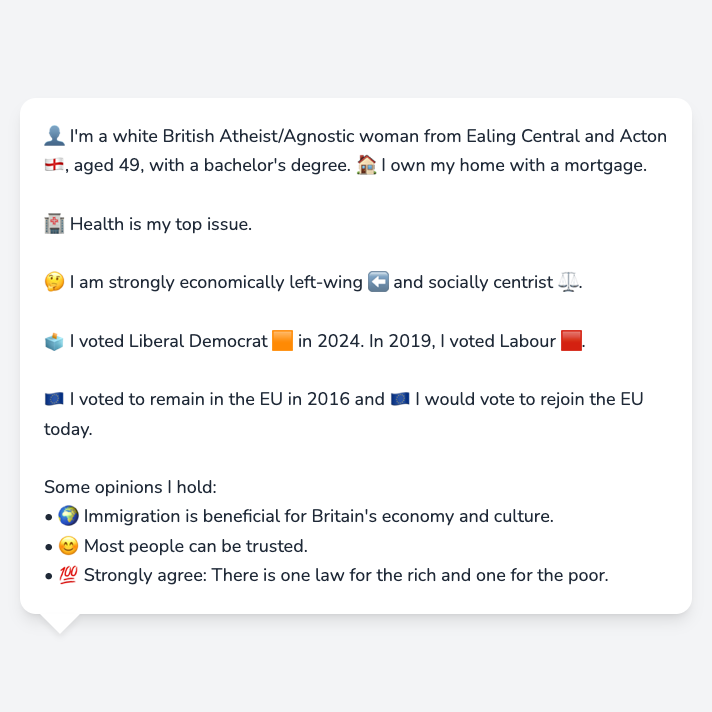 👤 I'm a white British Atheist/Agnostic woman from Ealing Central and Acton
🏴󠁧󠁢󠁥󠁮󠁧󠁿, aged 49, with a bachelor's degree. 🏠 I own my home with a mortgage.
🏥 Health is my top issue.
🤔 I am strongly economically left-wing ⬅️ and socially centrist ⚖️.
🗳️ I voted Liberal Democrat 🟧 in 2024. In 2019, I voted Labour 🟥.
🇪🇺 I voted to remain in the EU in 2016 and 🇪🇺 I would vote to rejoin the EU
today.
Some opinions I hold:
• 🌍 Immigration is beneficial for Britain's economy and culture.
• 😊 Most people can be trusted.
• 💯 Strongly agree: There is one law for the rich and one for the poor.